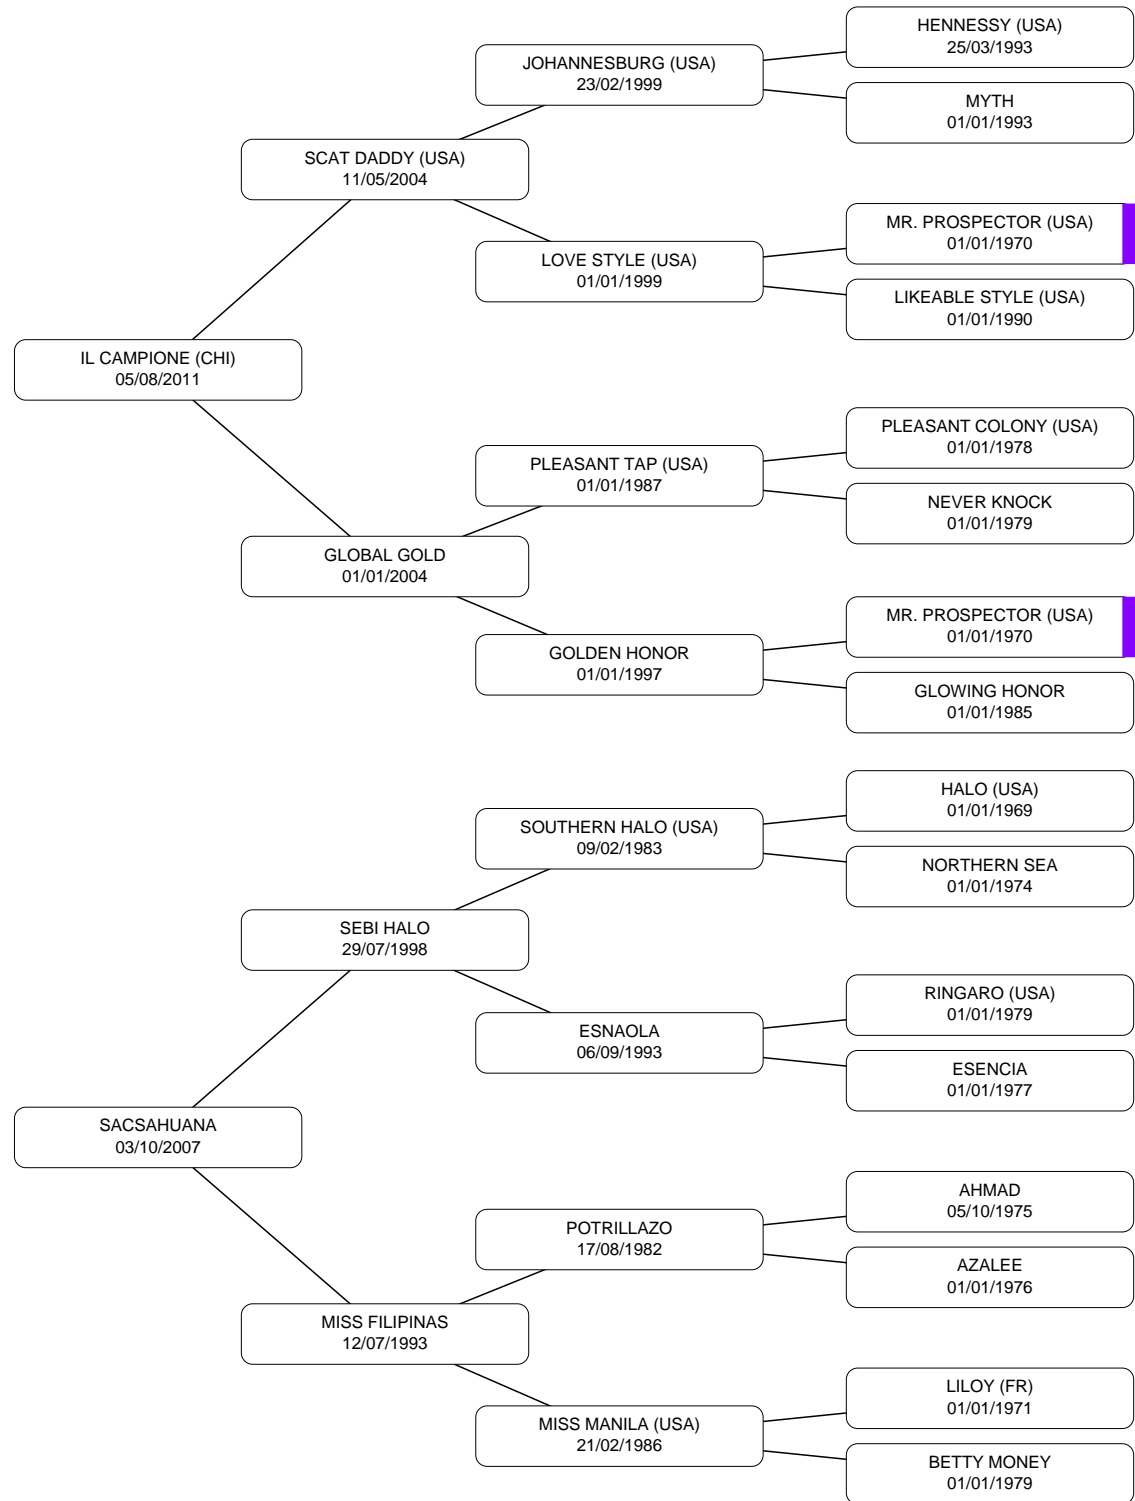 HENNESSY (USA)
25/03/1993
JOHANNESBURG (USA)
23/02/1999
MYTH
01/01/1993
SCAT DADDY (USA)
11/05/2004
MR. PROSPECTOR (USA)
01/01/1970
LOVE STYLE (USA)
01/01/1999
LIKEABLE STYLE (USA)
01/01/1990
IL CAMPIONE (CHI)
05/08/2011
PLEASANT COLONY (USA)
01/01/1978
PLEASANT TAP (USA)
01/01/1987
NEVER KNOCK
01/01/1979
GLOBAL GOLD
01/01/2004
MR. PROSPECTOR (USA)
01/01/1970
GOLDEN HONOR
01/01/1997
GLOWING HONOR
01/01/1985
HALO (USA)
01/01/1969
SOUTHERN HALO (USA)
09/02/1983
NORTHERN SEA
01/01/1974
SEBI HALO
29/07/1998
RINGARO (USA)
01/01/1979
ESNAOLA
06/09/1993
ESENCIA
01/01/1977
SACSAHUANA
03/10/2007
AHMAD
05/10/1975
POTRILLAZO
17/08/1982
AZALEE
01/01/1976
MISS FILIPINAS
12/07/1993
LILOY (FR)
01/01/1971
MISS MANILA (USA)
21/02/1986
BETTY MONEY
01/01/1979